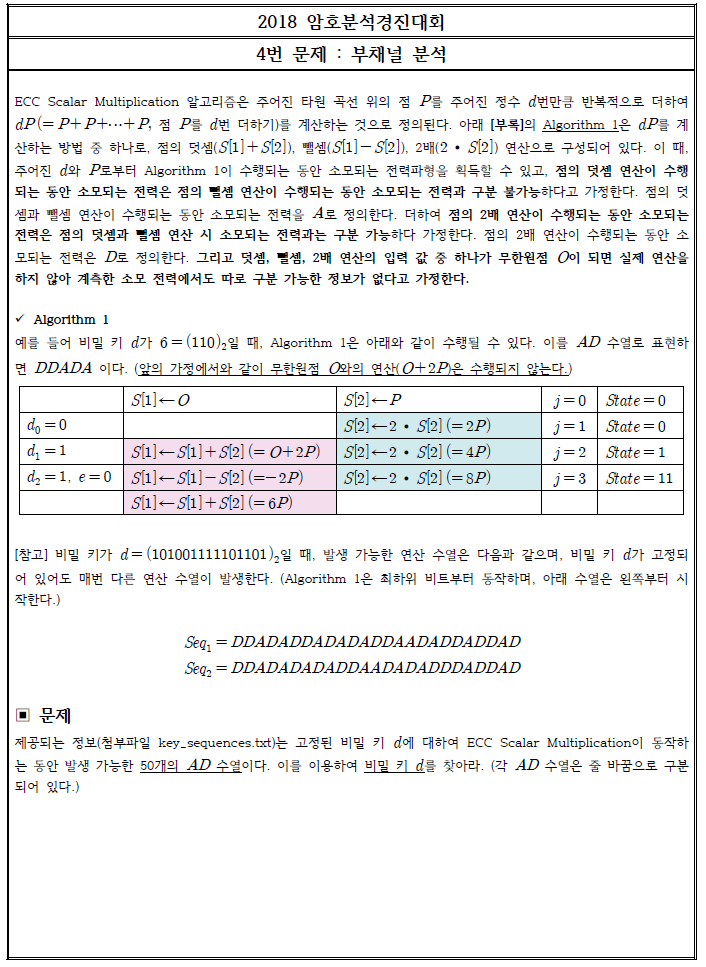 2018 암호분석경진대회
4번 문제 : 부채널 분석
ECC Scalar Multiplication 알고리즘은 주어진 타원 곡선 위의 점 P를 주어진 정수 d번만큼 반복적으로 더하여
dP(=P+P+⋯+P, 점 P를 d번 더하기)를 계산하는 것으로 정의된다. 아래 [부록]의 Algorithm 1은 dP를 계
산하는 방법 중 하나로, 점의 덧셈(S[1]+S[2]), 뺄셈(S[1]−S[2]), 2배(2 • S[2]) 연산으로 구성되어 있다. 이 때,
주어진 d와 P로부터 Algorithm 1이 수행되는 동안 소모되는 전력파형을 획득할 수 있고, 점의 덧셈 연산이 수행
되는 동안 소모되는 전력은 점의 뺄셈 연산이 수행되는 동안 소모되는 전력과 구분 불가능하다고 가정한다. 점의 덧
셈과 뺄셈 연산이 수행되는 동안 소모되는 전력을 A로 정의한다. 더하여 점의 2배 연산이 수행되는 동안 소모되는
전력은 점의 덧셈과 뺄셈 연산 시 소모되는 전력과는 구분 가능하다 가정한다. 점의 2배 연산이 수행되는 동안 소
모되는 전력은 D로 정의한다. 그리고 덧셈, 뺄셈, 2배 연산의 입력 값 중 하나가 무한원점 O이 되면 실제 연산을
하지 않아 계측한 소모 전력에서도 따로 구분 가능한 정보가 없다고 가정한다.
✓ Algorithm 1
예를 들어 비밀 키 d가 6=(110)₂일 때, Algorithm 1은 아래와 같이 수행될 수 있다. 이를 AD 수열로 표현하
면 DDADA 이다. (앞의 가정에서와 같이 무한원점 O와의 연산(O+2P)은 수행되지 않는다.)
S[1]←O S[2]←P j=0 State=0
d₀=0 S[2]←2 • S[2](=2P) j=1 State=0
d₁=1 S[1]←S[1]+S[2](=O+2P) S[2]←2 • S[2](=4P) j=2 State=1
d₂=1, e=0 S[1]←S[1]−S[2](=−2P) S[2]←2 • S[2](=8P) j=3 State=11
S[1]←S[1]+S[2](=6P)
[참고] 비밀 키가 d=(101001111101101)₂일 때, 발생 가능한 연산 수열은 다음과 같으며, 비밀 키 d가 고정되
어 있어도 매번 다른 연산 수열이 발생한다. (Algorithm 1은 최하위 비트부터 동작하며, 아래 수열은 왼쪽부터 시
작한다.)
Seq₁=DDADADDADADADDAADADDADDAD
Seq₂=DDADADADADDAADADADDDADDAD
▣ 문제
제공되는 정보(첨부파일 key_sequences.txt)는 고정된 비밀 키 d에 대하여 ECC Scalar Multiplication이 동작하
는 동안 발생 가능한 50개의 AD 수열이다. 이를 이용하여 비밀 키 d를 찾아라. (각 AD 수열은 줄 바꿈으로 구분
되어 있다.)